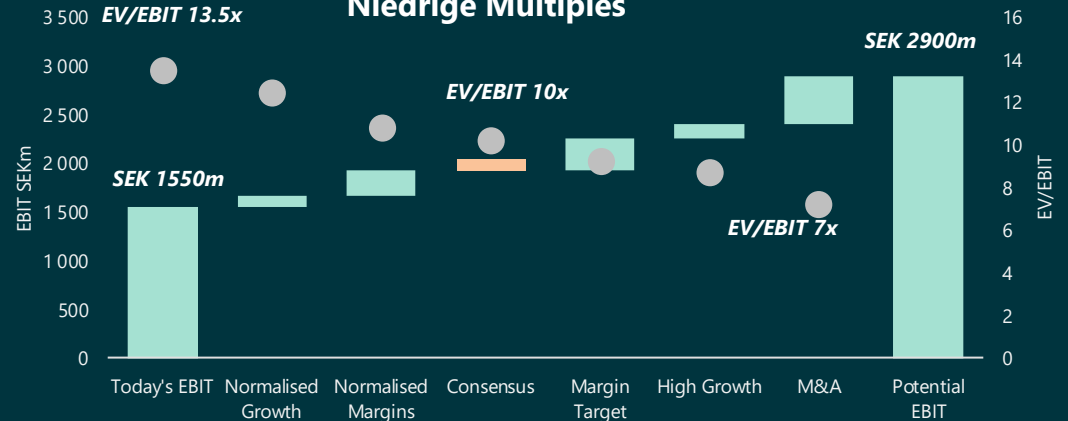 Niedrige Multiples
EV/EBIT 13.5x
SEK 2900m
EV/EBIT 10x
SEK 1550m
EV/EBIT 7x
EBIT SEKm
3 500
3 000
2 500
2 000
1 500
1 000
500
0
16
14
12
10
8
6
4
2
0
EV/EBIT
Today's EBIT
Normalised
Growth
Normalised
Margins
Consensus
Margin
Target
High Growth
M&A
Potential
EBIT